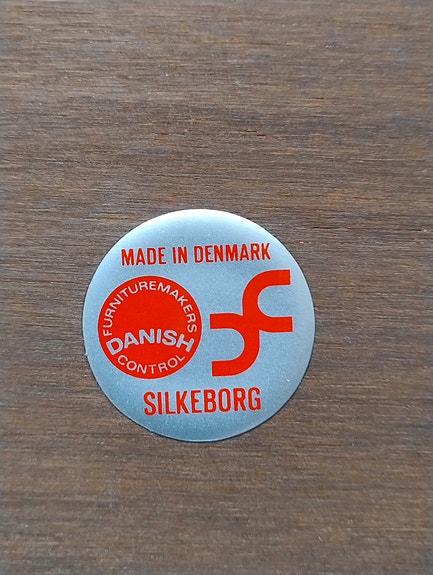 MADE IN DENMARK
FURNITUREMAKERS
DANISH
CONTROL
SILKEBORG